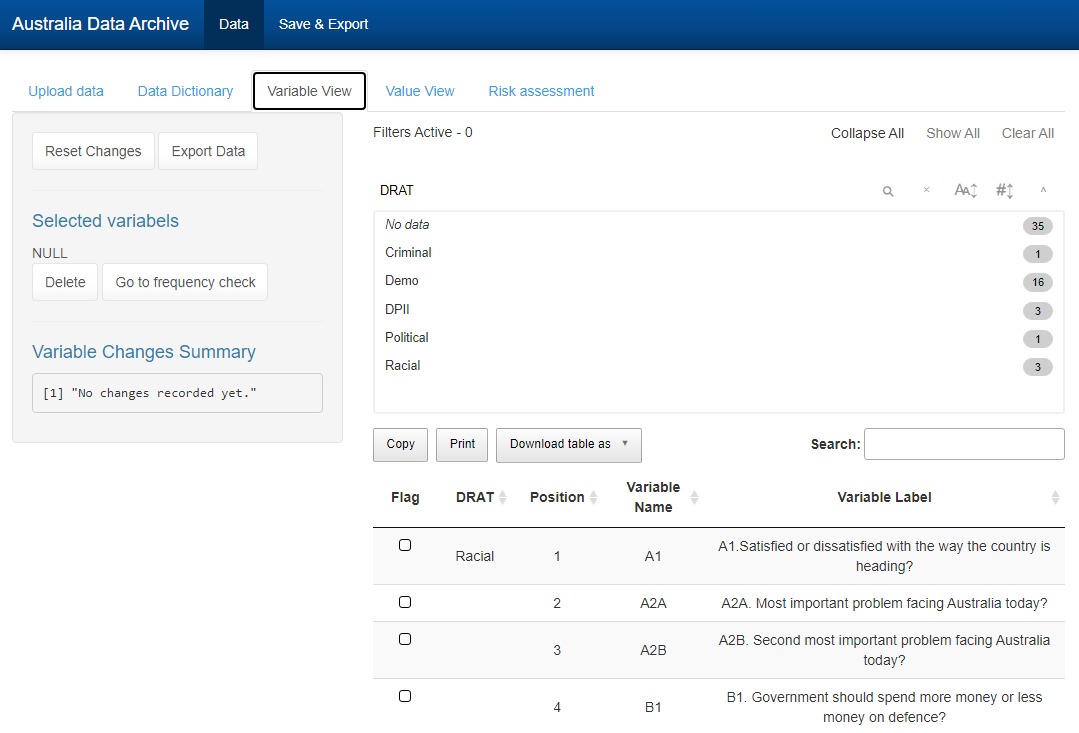 Australia Data Archive Data Save & Export
Upload data Data Dictionary Variable View Value View Risk assessment
Reset Changes Export Data
Selected variabels
NULL
Delete Go to frequency check
Variable Changes Summary
[1] "No changes recorded yet."
Filters Active - 0 Collapse All Show All Clear All
DRAT
No data 35
Criminal 1
Demo 16
DPII 3
Political 1
Racial 3
Copy Print Download table as Search:
Flag DRAT Position Variable Name Variable Label
Racial 1 A1 A1.Satisfied or dissatisfied with the way the country is
heading?
2 A2A A2A. Most important problem facing Australia today?
3 A2B A2B. Second most important problem facing Australia
today?
4 B1 B1. Government should spend more money or less
money on defence?